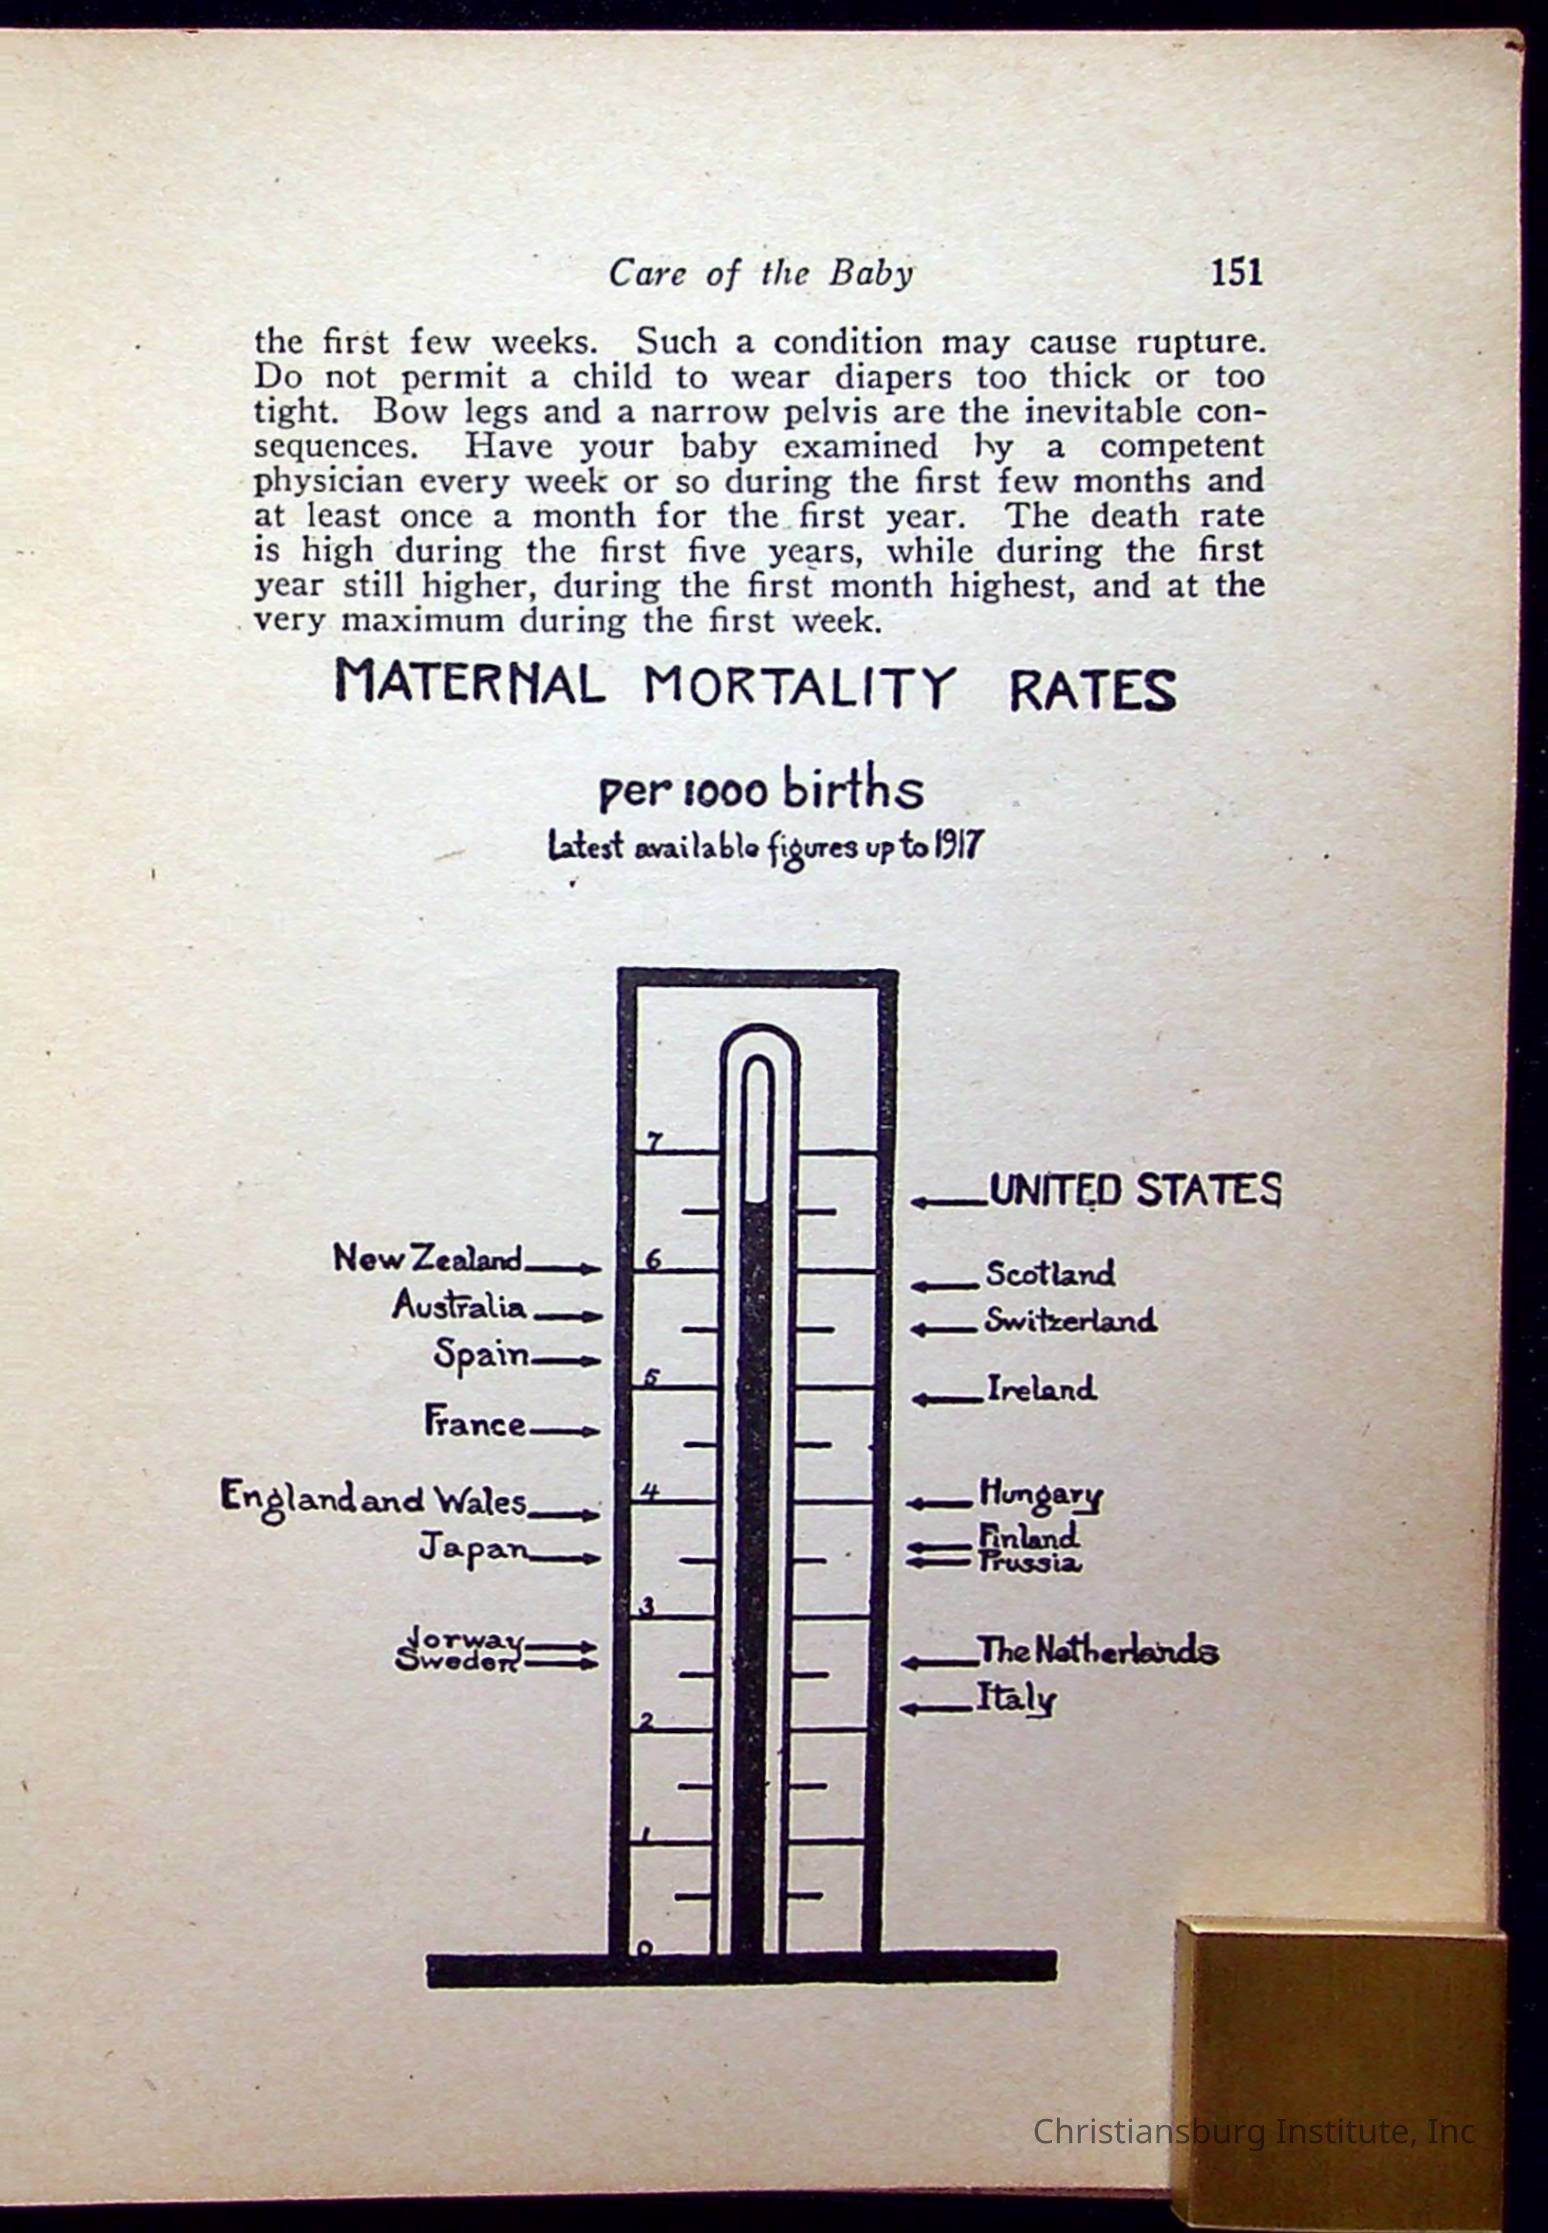 Care of the Baby 151
the first few weeks. Such a condition may cause rupture.
Do not permit a child to wear diapers too thick or too
tight. Bow legs and a narrow pelvis are the inevitable con-
sequences. Have your baby examined by a competent
physician every week or so during the first few months and
at least once a month for the first year. The death rate
is high during the first five years, while during the first
year still higher, during the first month highest, and at the
very maximum during the first week.
MATERNAL MORTALITY RATES
per 1000 births
Latest available figures up to 1917
7
UNITED STATES
New Zealand
6
Scotland
Australia
Switzerland
Spain
5
Ireland
France
England and Wales
4
Hungary
Japan
Finland
Prussia
3
Norway
Sweden
The Netherlands
Italy
2
1
0
Christiansburg Institute, Inc